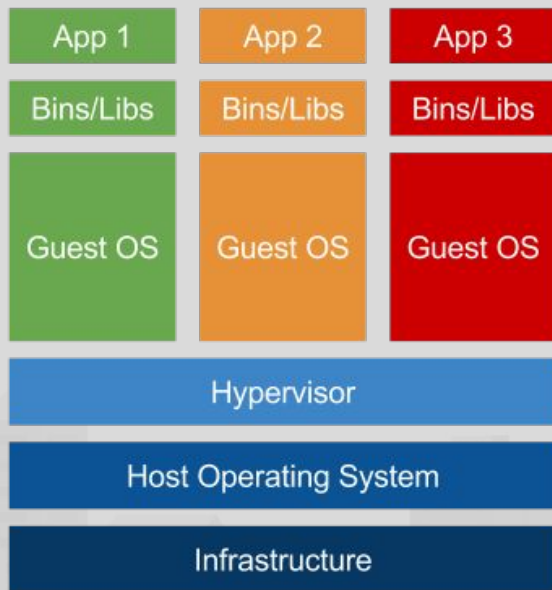 App 1 App 2 App 3
Bins/Libs Bins/Libs Bins/Libs
Guest OS Guest OS Guest OS
Hypervisor
Host Operating System
Infrastructure